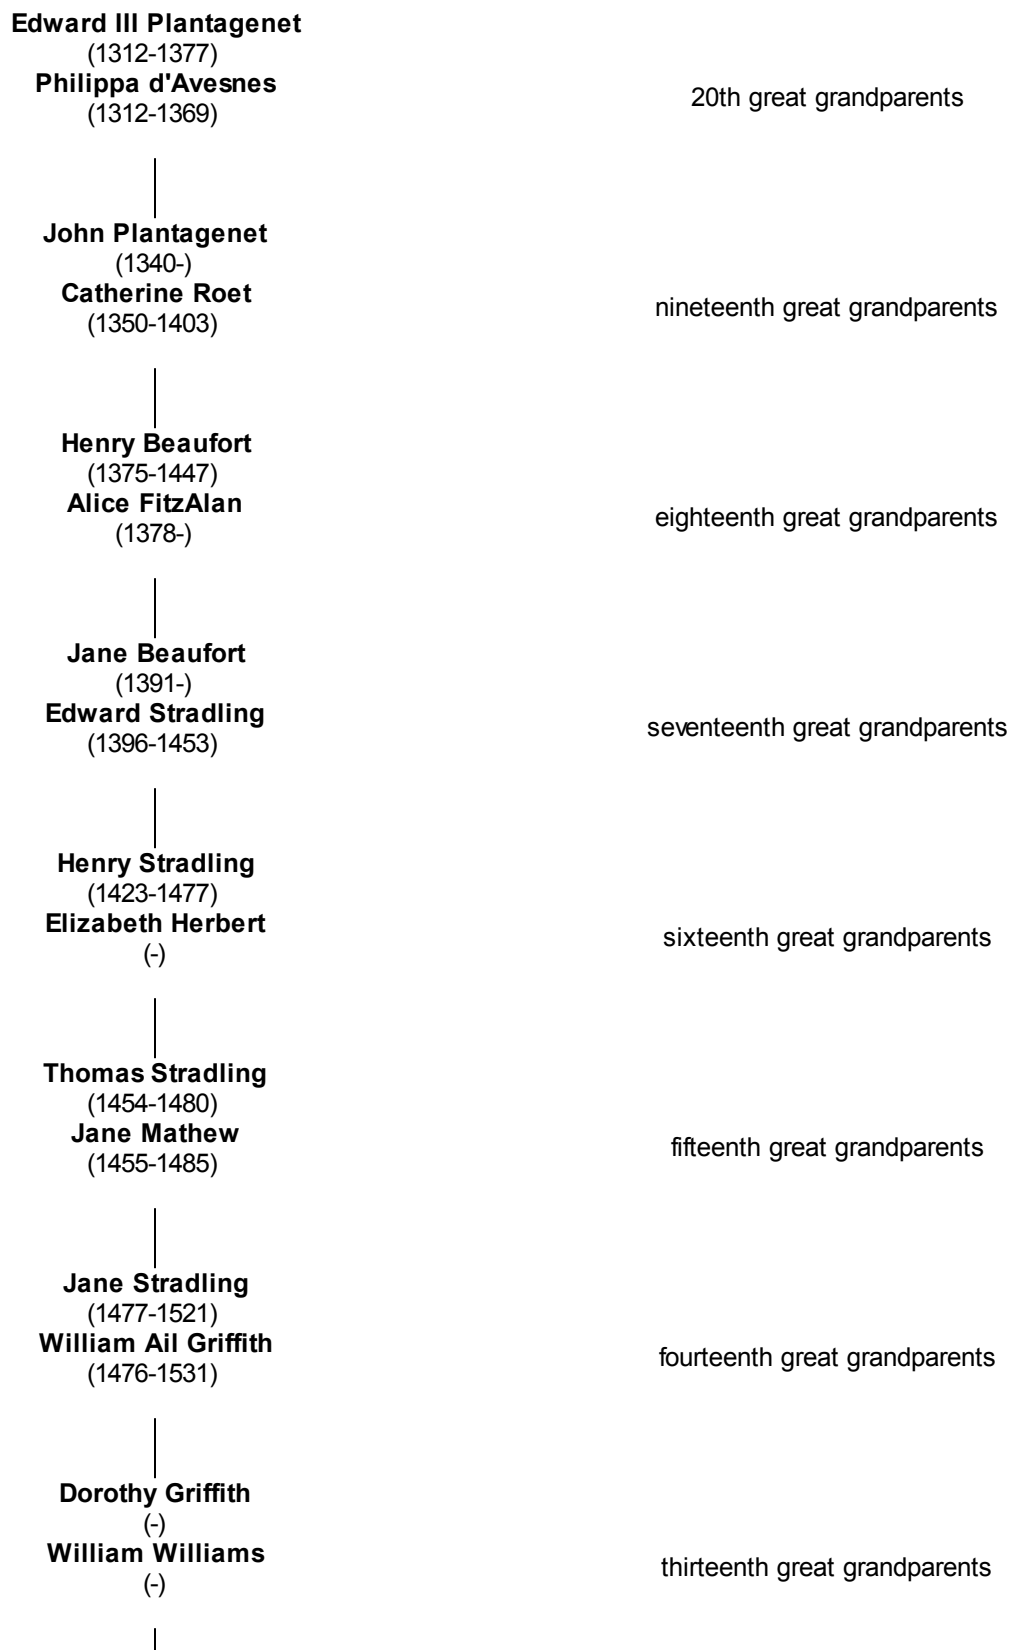 Edward III Plantagenet
(1312-1377)
Philippa d'Avesnes
(1312-1369)
20th great grandparents
John Plantagenet
(1340-)
Catherine Roet
(1350-1403)
nineteenth great grandparents
Henry Beaufort
(1375-1447)
Alice FitzAlan
(1378-)
eighteenth great grandparents
Jane Beaufort
(1391-)
Edward Stradling
(1396-1453)
seventeenth great grandparents
Henry Stradling
(1423-1477)
Elizabeth Herbert
(-)
sixteenth great grandparents
Thomas Stradling
(1454-1480)
Jane Mathew
(1455-1485)
fifteenth great grandparents
Jane Stradling
(1477-1521)
William Ail Griffith
(1476-1531)
fourteenth great grandparents
Dorothy Griffith
(-)
William Williams
(-)
thirteenth great grandparents